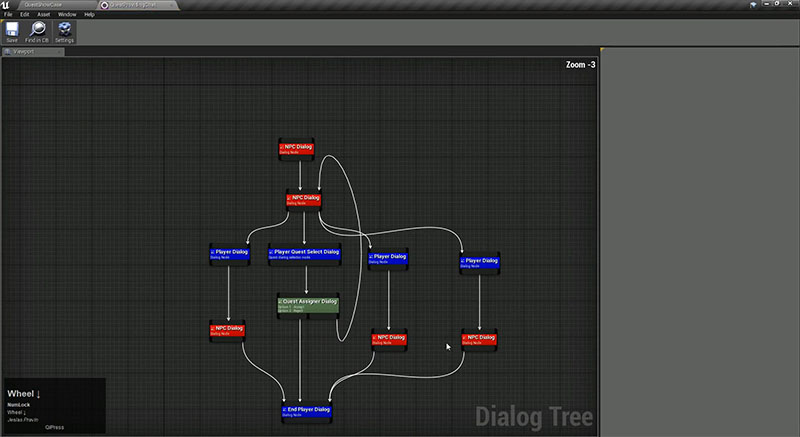 QuestShowCase
File Edit Asset Window Help
Save Find in CB Settings
Viewport
Zoom -3
NPC Dialog
Dialog Node
NPC Dialog
Dialog Node
Player Dialog
Dialog Node
Player Quest Select Dialog
Player Dialog
Dialog Node
Player Dialog
Dialog Node
Quest Assigner Dialog
NPC Dialog
Dialog Node
NPC Dialog
Dialog Node
NPC Dialog
Dialog Node
End Player Dialog
Dialog Node
Wheel ↓
NumLock
Wheel ↓
QiPress
Dialog Tree